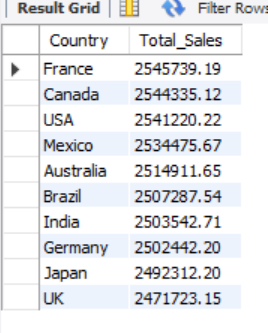 Result Grid Filter Rows
Country Total_Sales
France 2545739.19
Canada 2544335.12
USA 2541220.22
Mexico 2534475.67
Australia 2514911.65
Brazil 2507287.54
India 2503542.71
Germany 2502442.20
Japan 2492312.20
UK 2471723.15